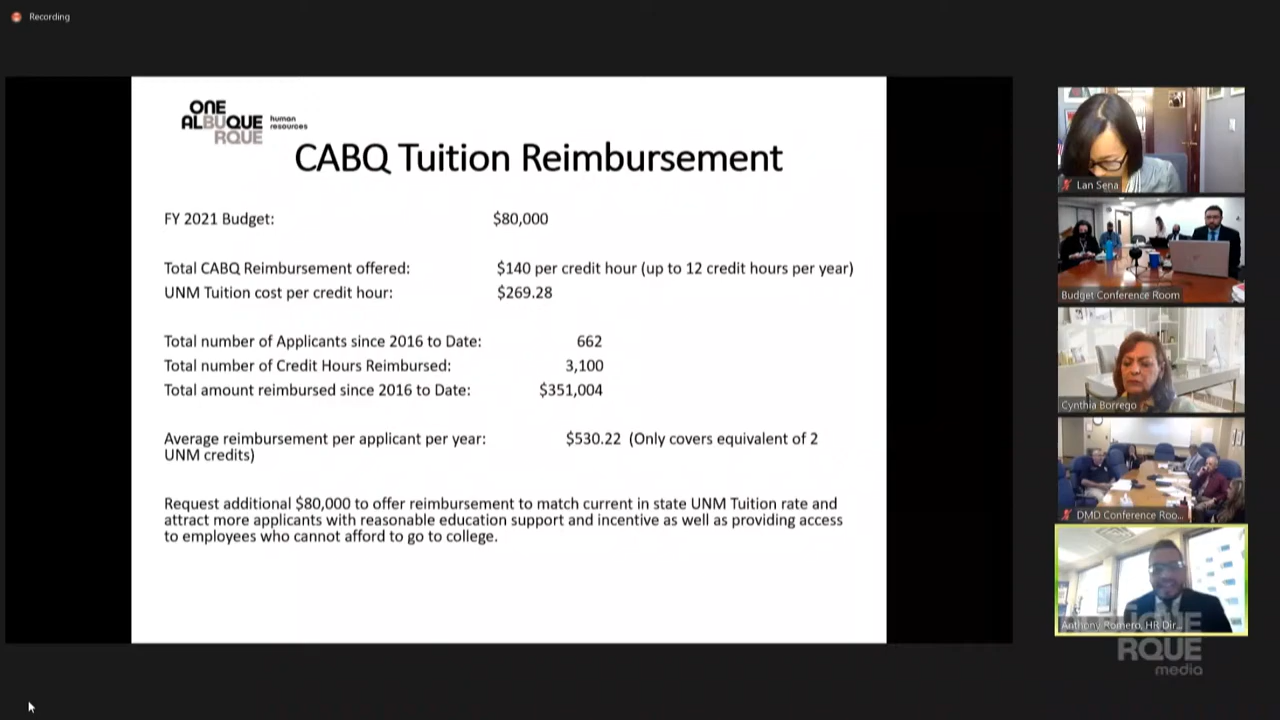 Recording
ONE
ALBUQUE
RQUE
human
resources
CABQ Tuition Reimbursement
FY 2021 Budget: $80,000
Total CABQ Reimbursement offered: $140 per credit hour (up to 12 credit hours per year)
UNM Tuition cost per credit hour: $269.28
Total number of Applicants since 2016 to Date: 662
Total number of Credit Hours Reimbursed: 3,100
Total amount reimbursed since 2016 to Date: $351,004
Average reimbursement per applicant per year: $530.22 (Only covers equivalent of 2
UNM credits)
Request additional $80,000 to offer reimbursement to match current in state UNM Tuition rate and
attract more applicants with reasonable education support and incentive as well as providing access
to employees who cannot afford to go to college.
Lan Sena
Budget Conference Room
Cynthia Borrego
DMD Conference Roo...
Anthony Romero, HR Dir...
RQUE
media